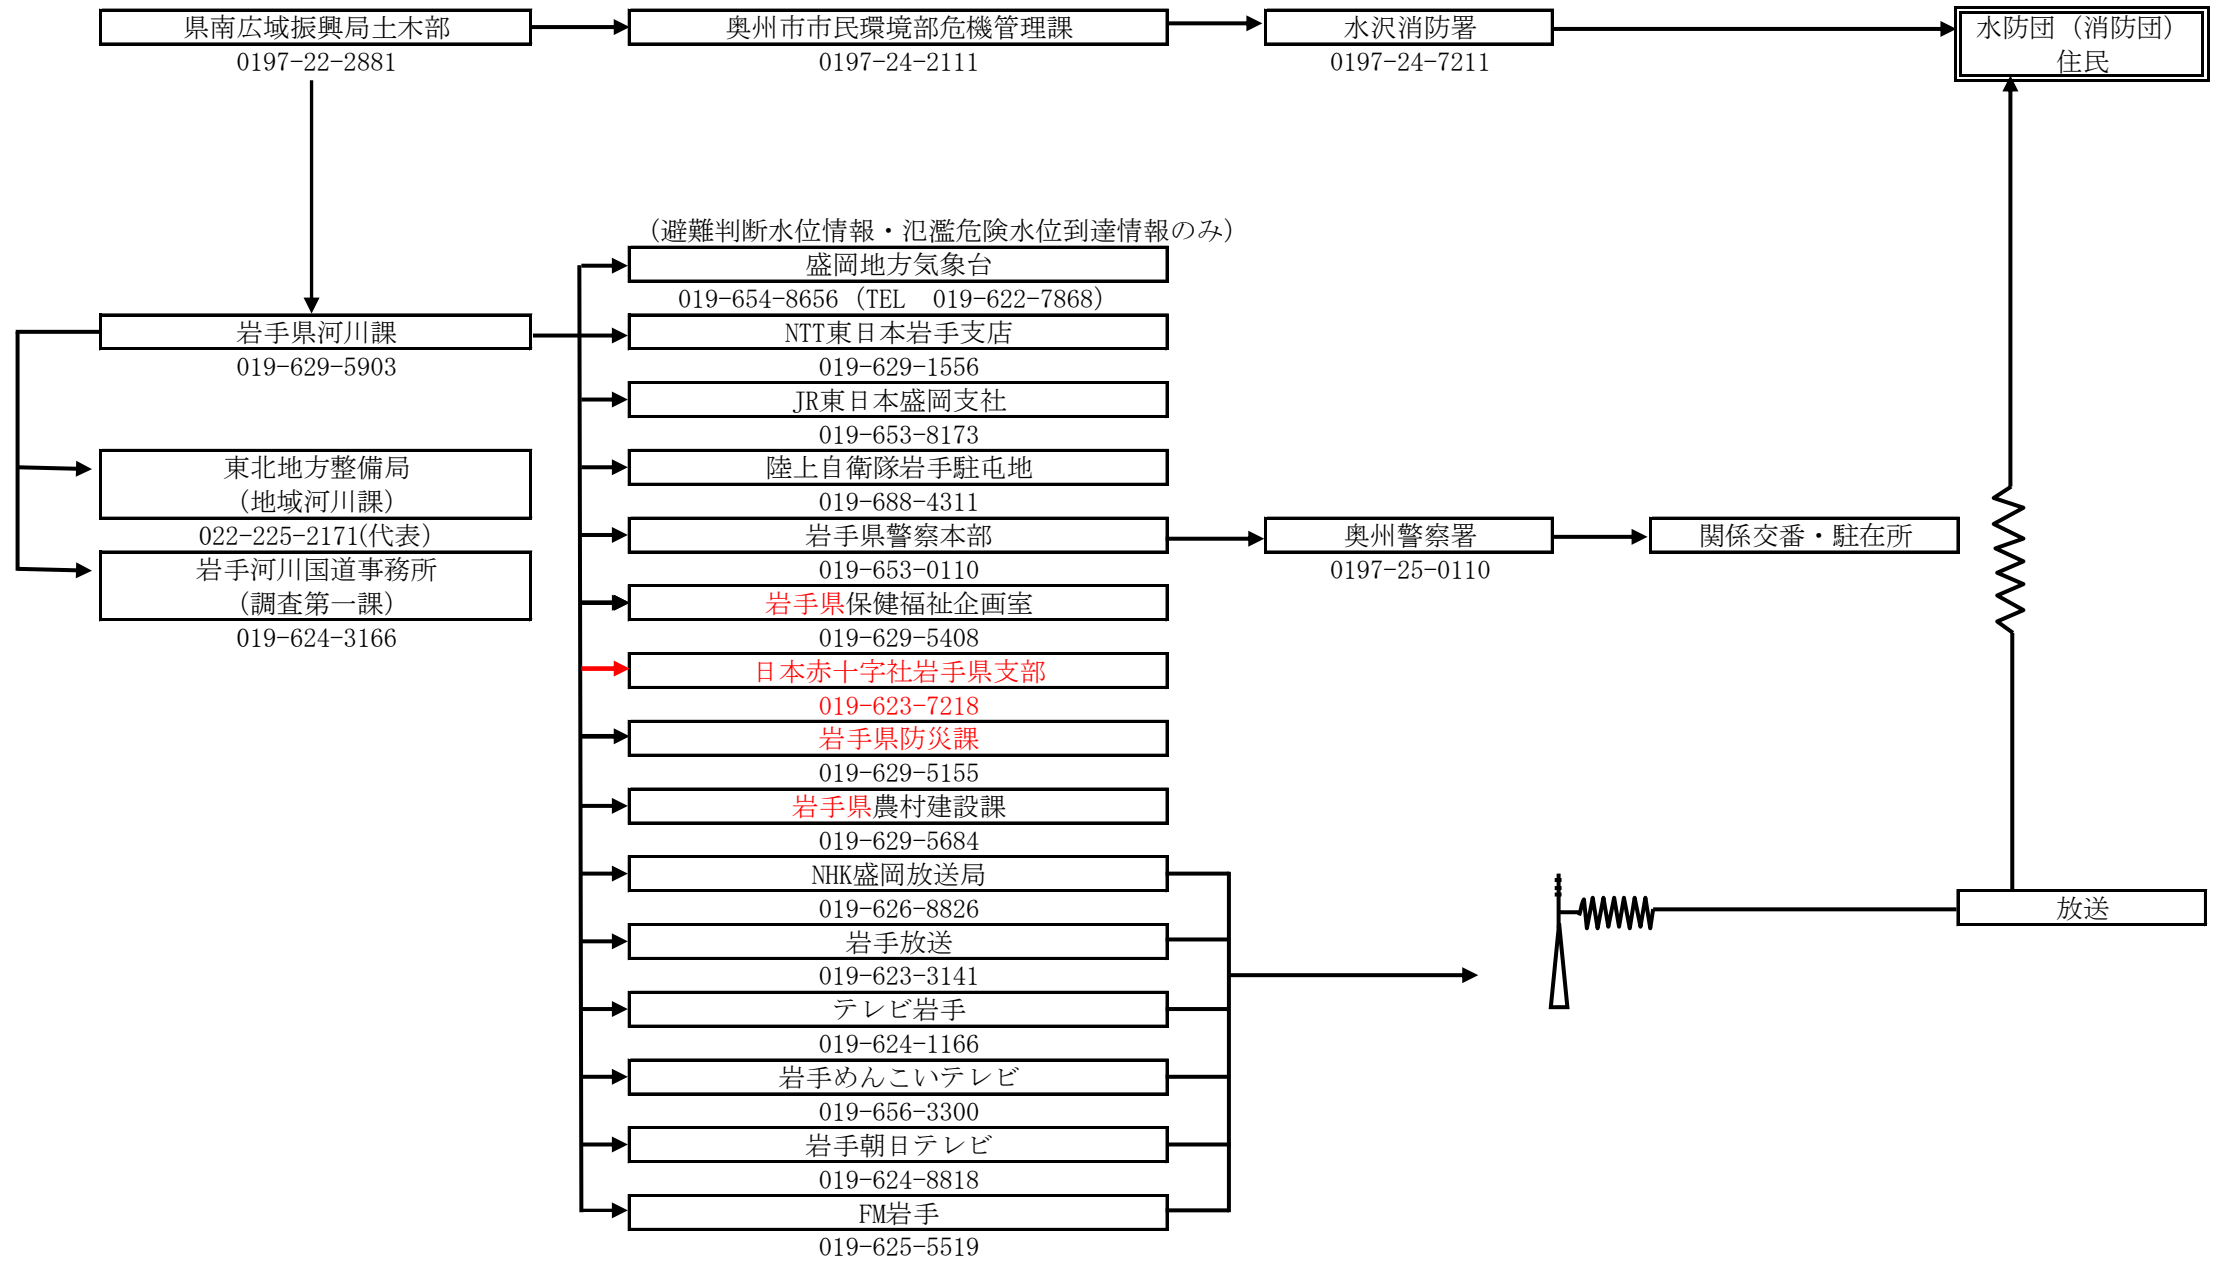 県南広域振興局土木部
0197-22-2881
奥州市市民環境部危機管理課
0197-24-2111
水沢消防署
0197-24-7211
水防団（消防団）
住民
岩手県河川課
019-629-5903
東北地方整備局
（地域河川課）
022-225-2171(代表）
岩手河川国道事務所
（調査第一課）
019-624-3166
（避難判断水位情報・氾濫危険水位到達情報のみ）
盛岡地方気象台
019-654-8656（TEL　019-622-7868）
NTT東日本岩手支店
019-629-1556
JR東日本盛岡支社
019-653-8173
陸上自衛隊岩手駐屯地
019-688-4311
岩手県警察本部
019-653-0110
奥州警察署
0197-25-0110
関係交番・駐在所
岩手県保健福祉企画室
019-629-5408
日本赤十字社岩手県支部
019-623-7218
岩手県防災課
019-629-5155
岩手県農村建設課
019-629-5684
NHK盛岡放送局
019-626-8826
岩手放送
019-623-3141
テレビ岩手
019-624-1166
岩手めんこいテレビ
019-656-3300
岩手朝日テレビ
019-624-8818
FM岩手
019-625-5519
放送